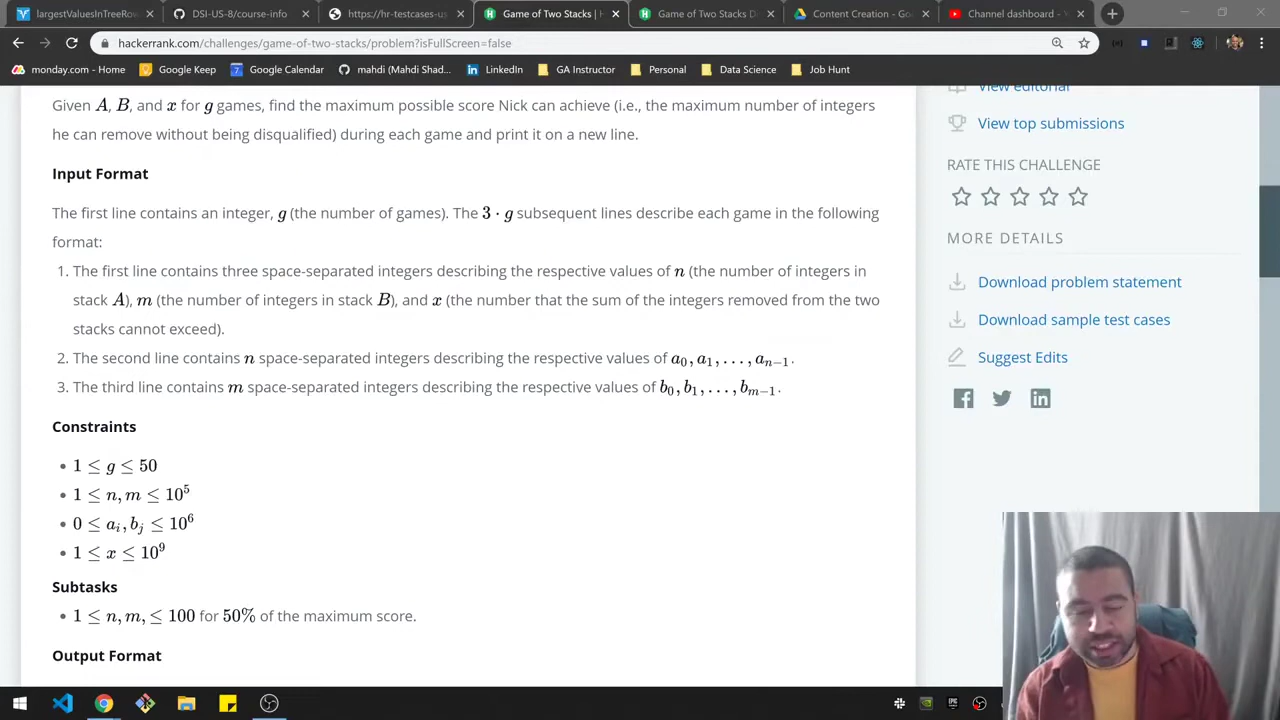 largestValuesInTreeRow
DSI-US-8/course-info
https://hr-testcases-us
Game of Two Stacks | H
Game of Two Stacks D
Content Creation - Go
Channel dashboard -
hackerrank.com/challenges/game-of-two-stacks/problem?isFullScreen=false
monday.com - Home
Google Keep
Google Calendar
mahdi (Mahdi Shad...
LinkedIn
GA Instructor
Personal
Data Science
Job Hunt
Given A, B, and x for g games, find the maximum possible score Nick can achieve (i.e., the maximum number of integers
he can remove without being disqualified) during each game and print it on a new line.
Input Format
The first line contains an integer, g (the number of games). The 3 · g subsequent lines describe each game in the following
format:
1. The first line contains three space-separated integers describing the respective values of n (the number of integers in
stack A), m (the number of integers in stack B), and x (the number that the sum of the integers removed from the two
stacks cannot exceed).
2. The second line contains n space-separated integers describing the respective values of a₀, a₁, . . . , aₙ₋₁.
3. The third line contains m space-separated integers describing the respective values of b₀, b₁, . . . , bₘ₋₁.
Constraints
• 1 ≤ g ≤ 50
• 1 ≤ n, m ≤ 10⁵
• 0 ≤ aᵢ, bⱼ ≤ 10⁶
• 1 ≤ x ≤ 10⁹
Subtasks
• 1 ≤ n, m, ≤ 100 for 50% of the maximum score.
Output Format
View editorial
View top submissions
RATE THIS CHALLENGE
MORE DETAILS
Download problem statement
Download sample test cases
Suggest Edits